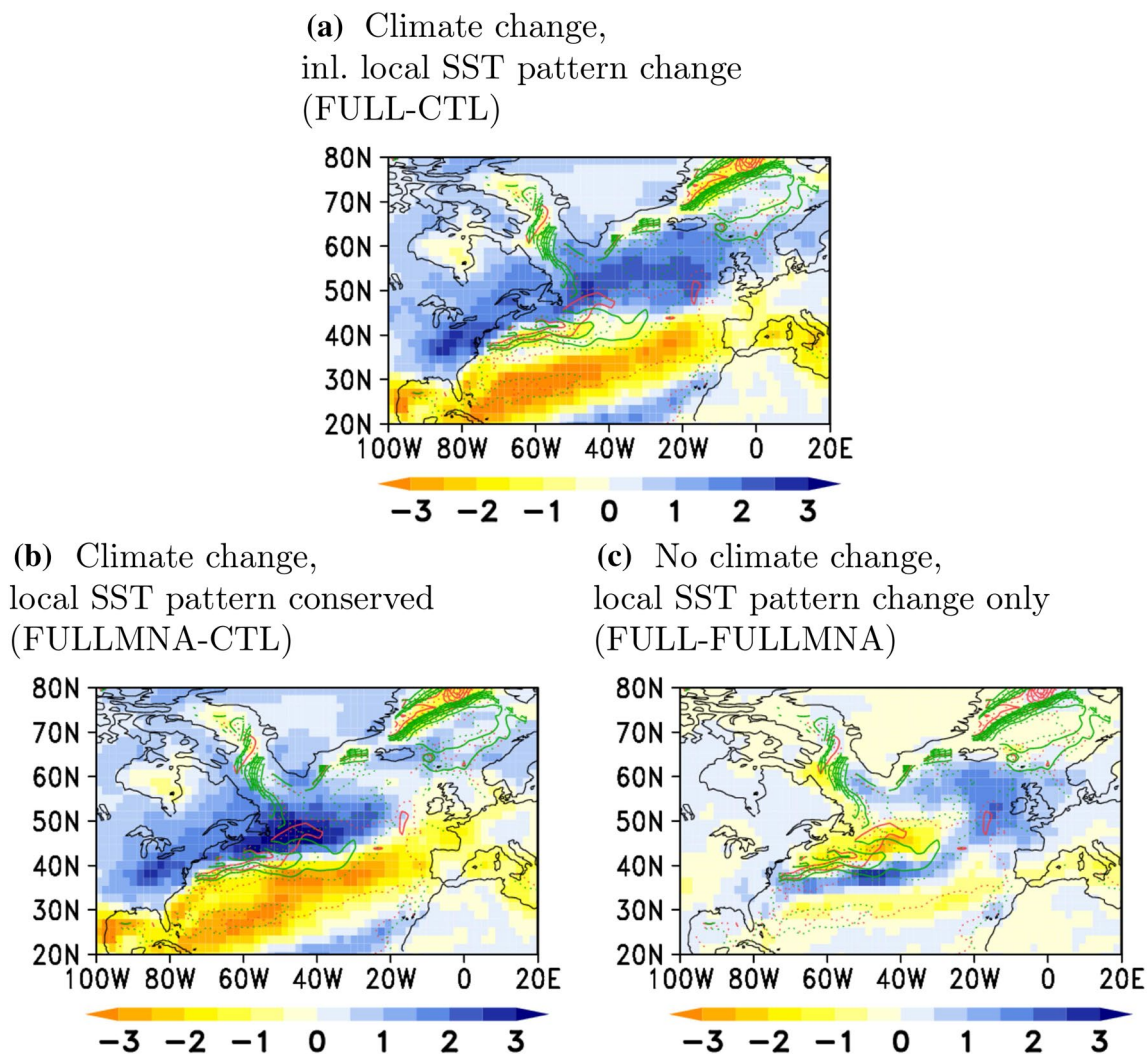 (a) Climate change,
inl. local SST pattern change
(FULL-CTL)
80N
70N
60N
50N
40N
30N
20N
100W 80W 60W 40W 20W 0 20E
−3 −2 −1 0 1 2 3
(b) Climate change,
local SST pattern conserved
(FULLMNA-CTL)
80N
70N
60N
50N
40N
30N
20N
100W 80W 60W 40W 20W 0 20E
−3 −2 −1 0 1 2 3
(c) No climate change,
local SST pattern change only
(FULL-FULLMNA)
80N
70N
60N
50N
40N
30N
20N
100W 80W 60W 40W 20W 0 20E
−3 −2 −1 0 1 2 3